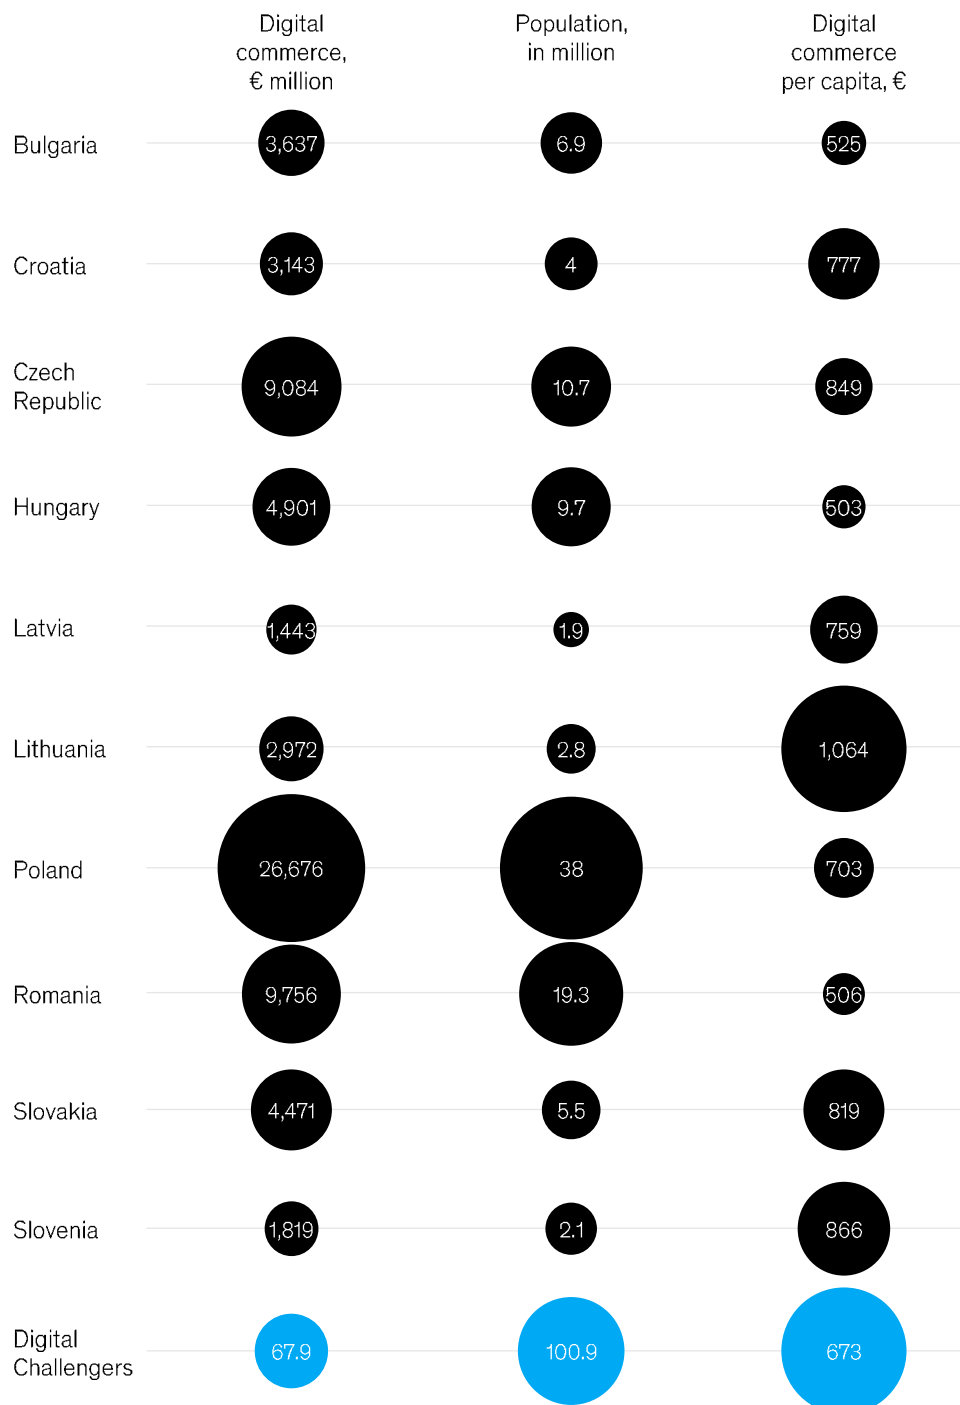 Digital
commerce,
€ million
Population,
in million
Digital
commerce
per capita, €
Bulgaria 3,637 6.9 525
Croatia 3,143 4 777
Czech
Republic 9,084 10.7 849
Hungary 4,901 9.7 503
Latvia 1,443 1.9 759
Lithuania 2,972 2.8 1,064
Poland 26,676 38 703
Romania 9,756 19.3 506
Slovakia 4,471 5.5 819
Slovenia 1,819 2.1 866
Digital
Challengers 67.9 100.9 673